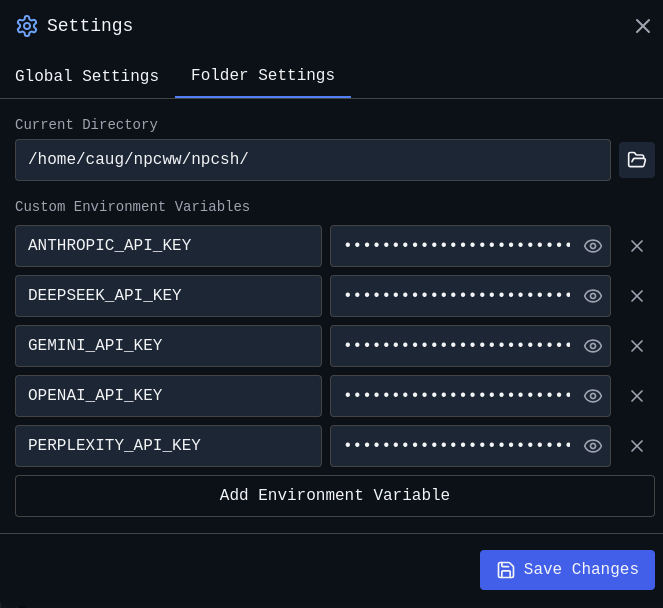 Settings
Global Settings Folder Settings
Current Directory
/home/caug/npcww/npcsh/
Custom Environment Variables
ANTHROPIC_API_KEY •••••••••••••••••••••••
DEEPSEEK_API_KEY •••••••••••••••••••••••
GEMINI_API_KEY •••••••••••••••••••••••
OPENAI_API_KEY •••••••••••••••••••••••
PERPLEXITY_API_KEY •••••••••••••••••••••••
Add Environment Variable
Save Changes